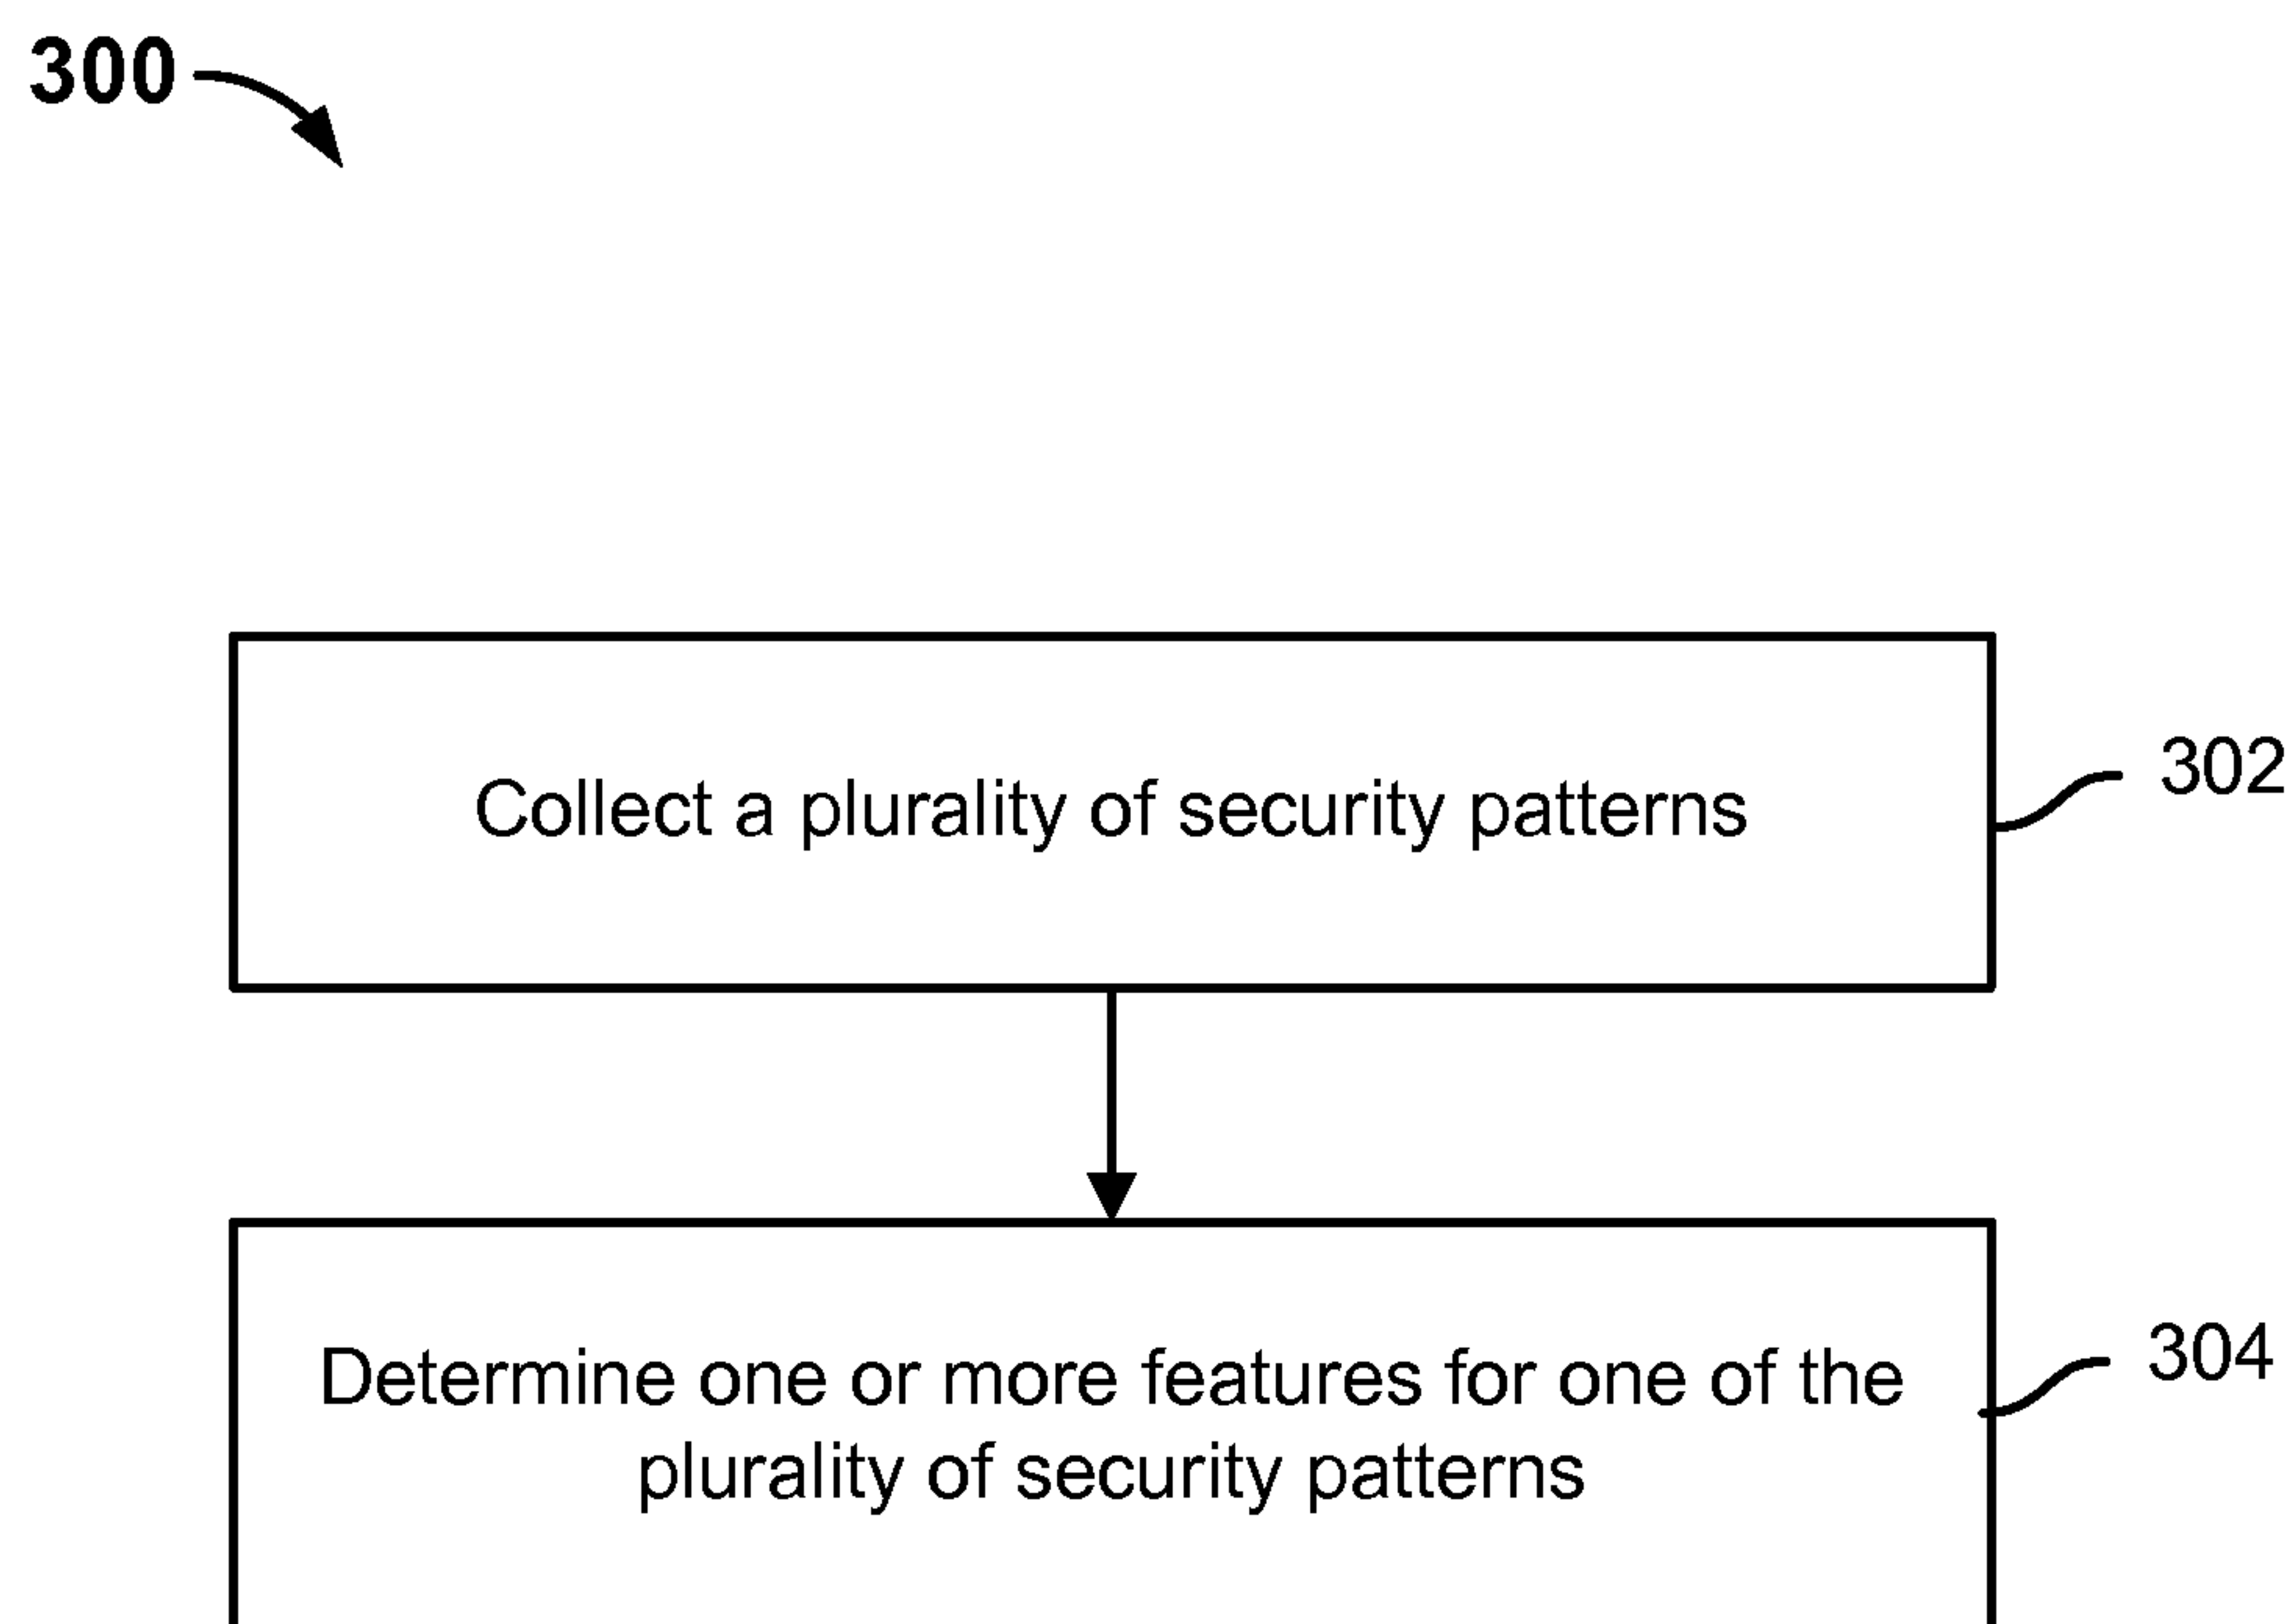 300
Collect a plurality of security patterns
302
Determine one or more features for one of the
plurality of security patterns
304